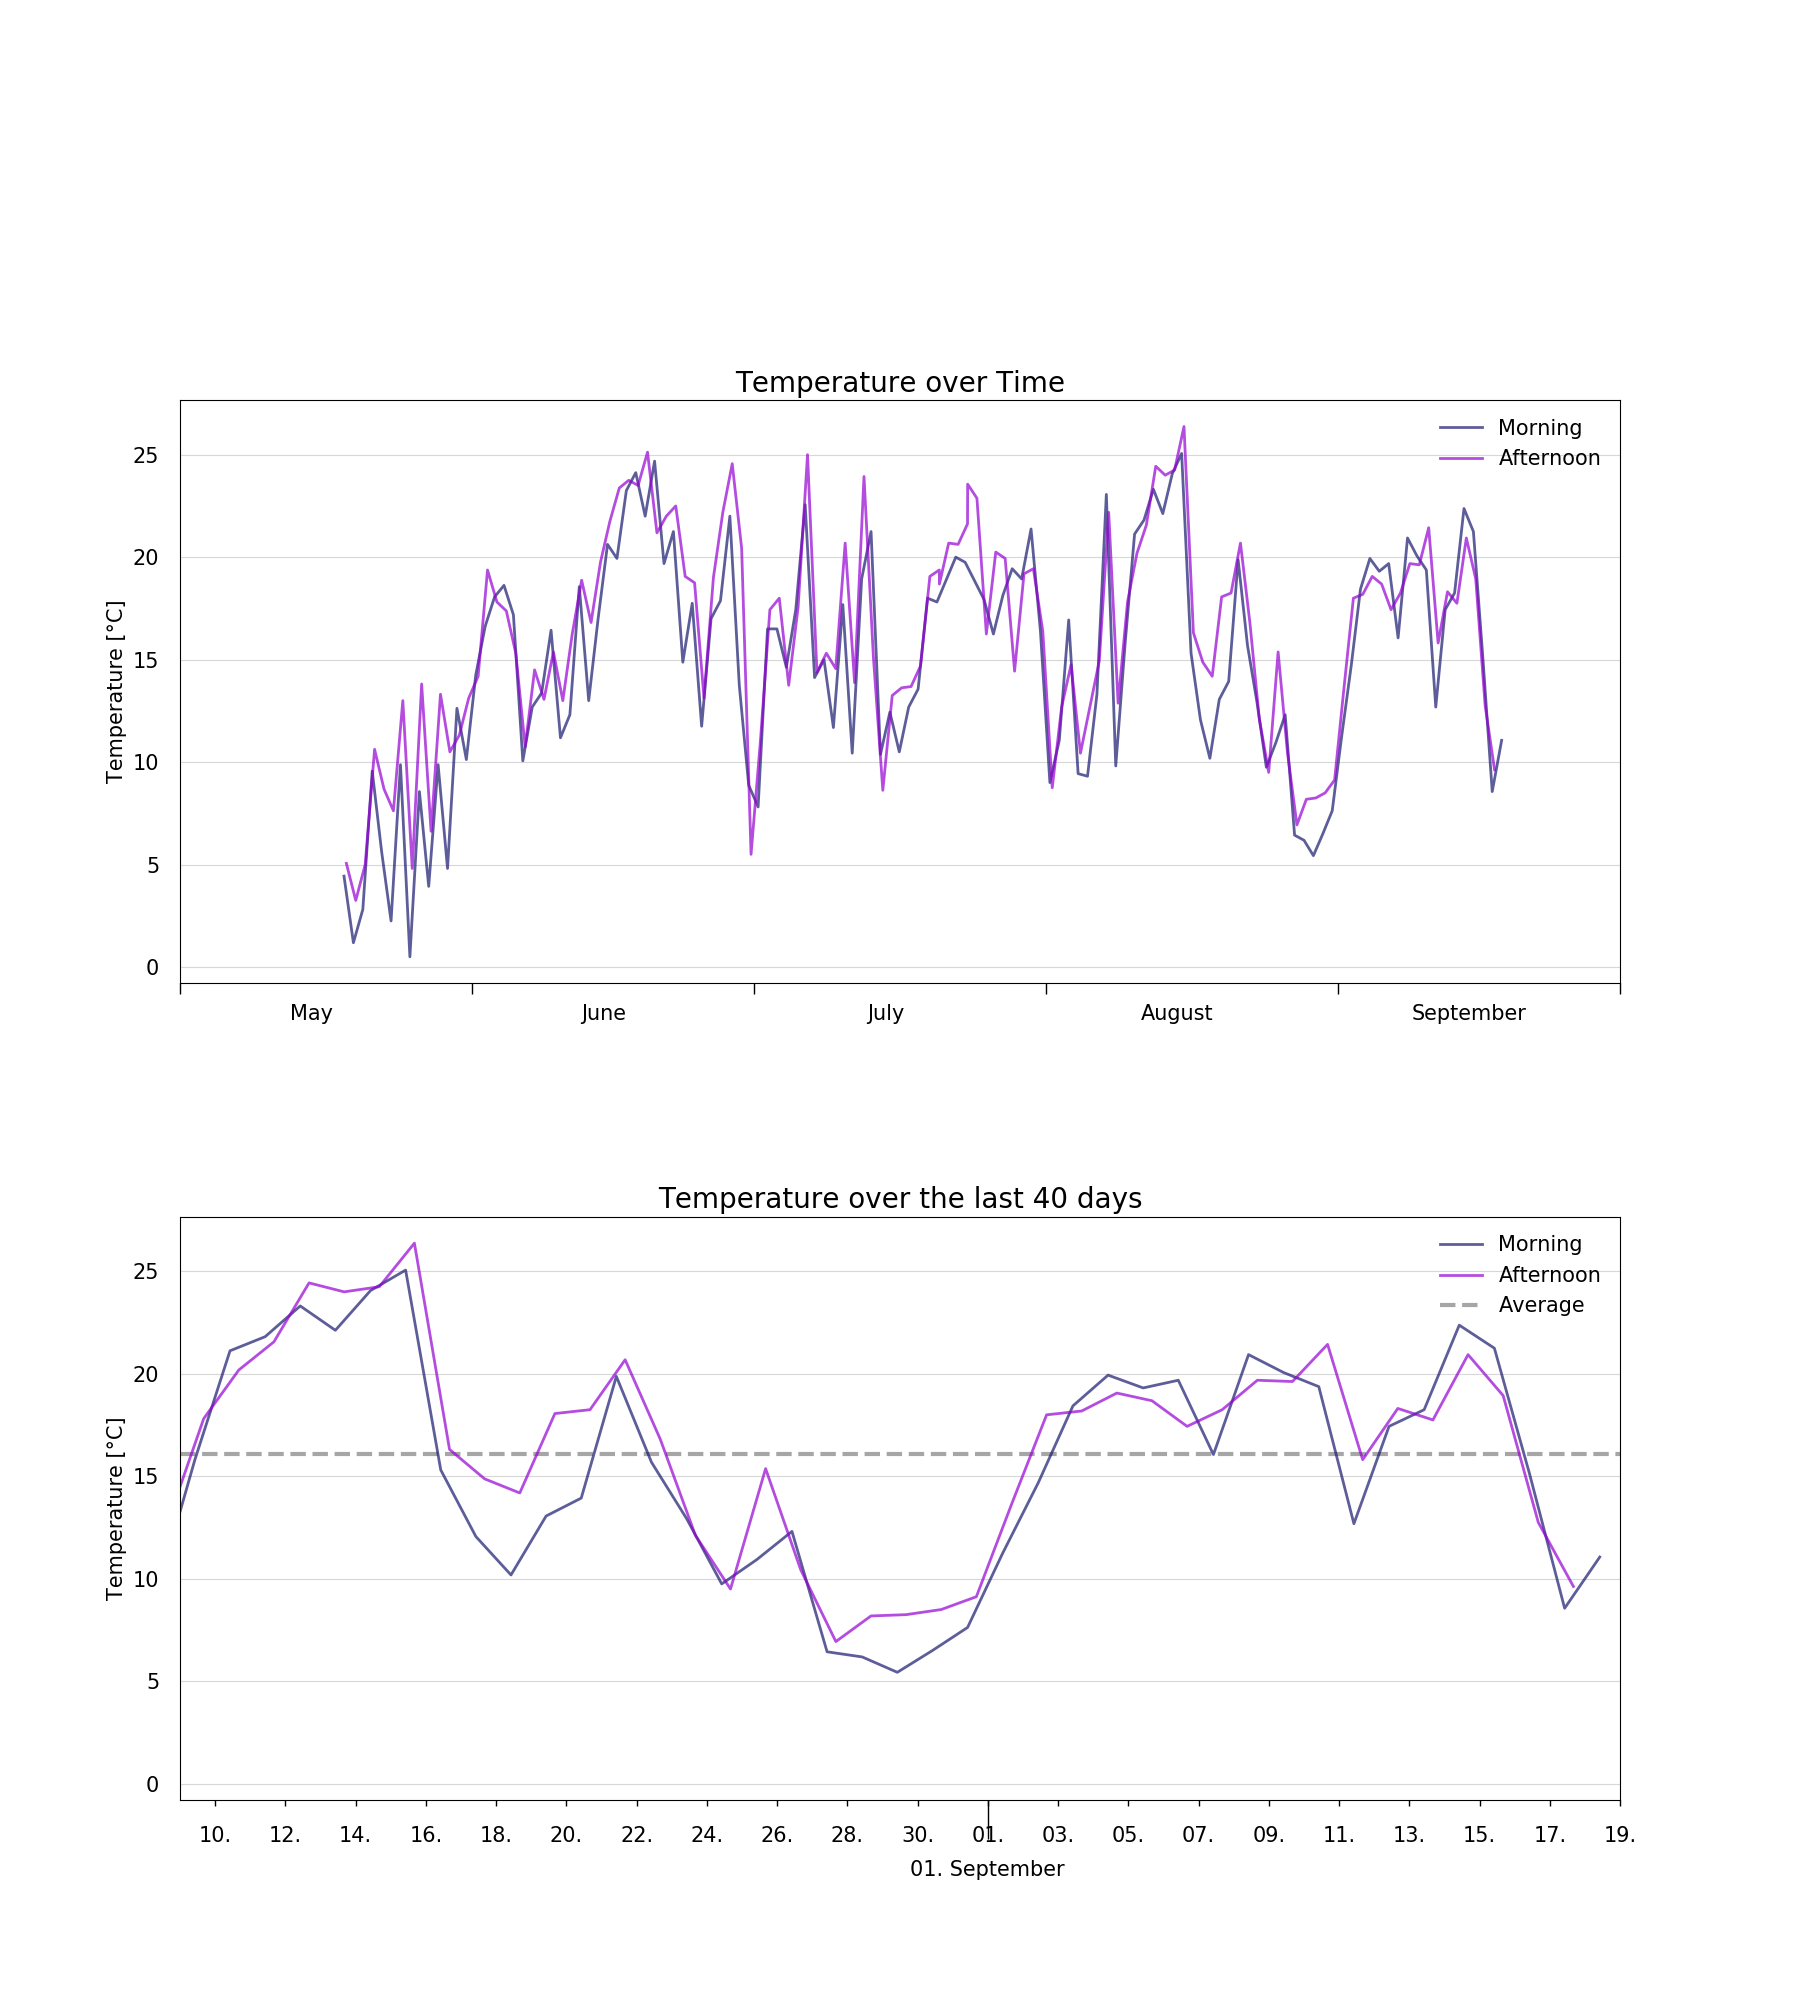 Temperature over Time
Morning
Afternoon
Temperature [°C]
25
20
15
10
5
0
May June July August September
Temperature over the last 40 days
Morning
Afternoon
Average
Temperature [°C]
25
20
15
10
5
0
10. 12. 14. 16. 18. 20. 22. 24. 26. 28. 30. 01. 03. 05. 07. 09. 11. 13. 15. 17. 19.
01. September